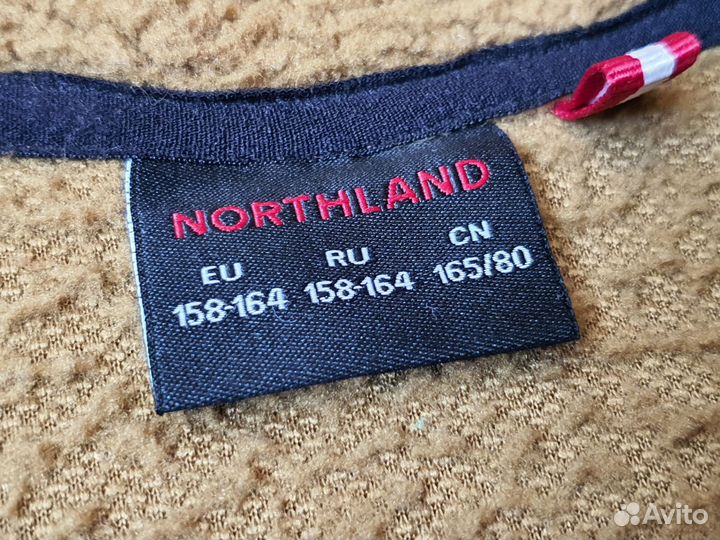 NORTHLAND
EU RU CN
158-164 158-164 165/80
Avito